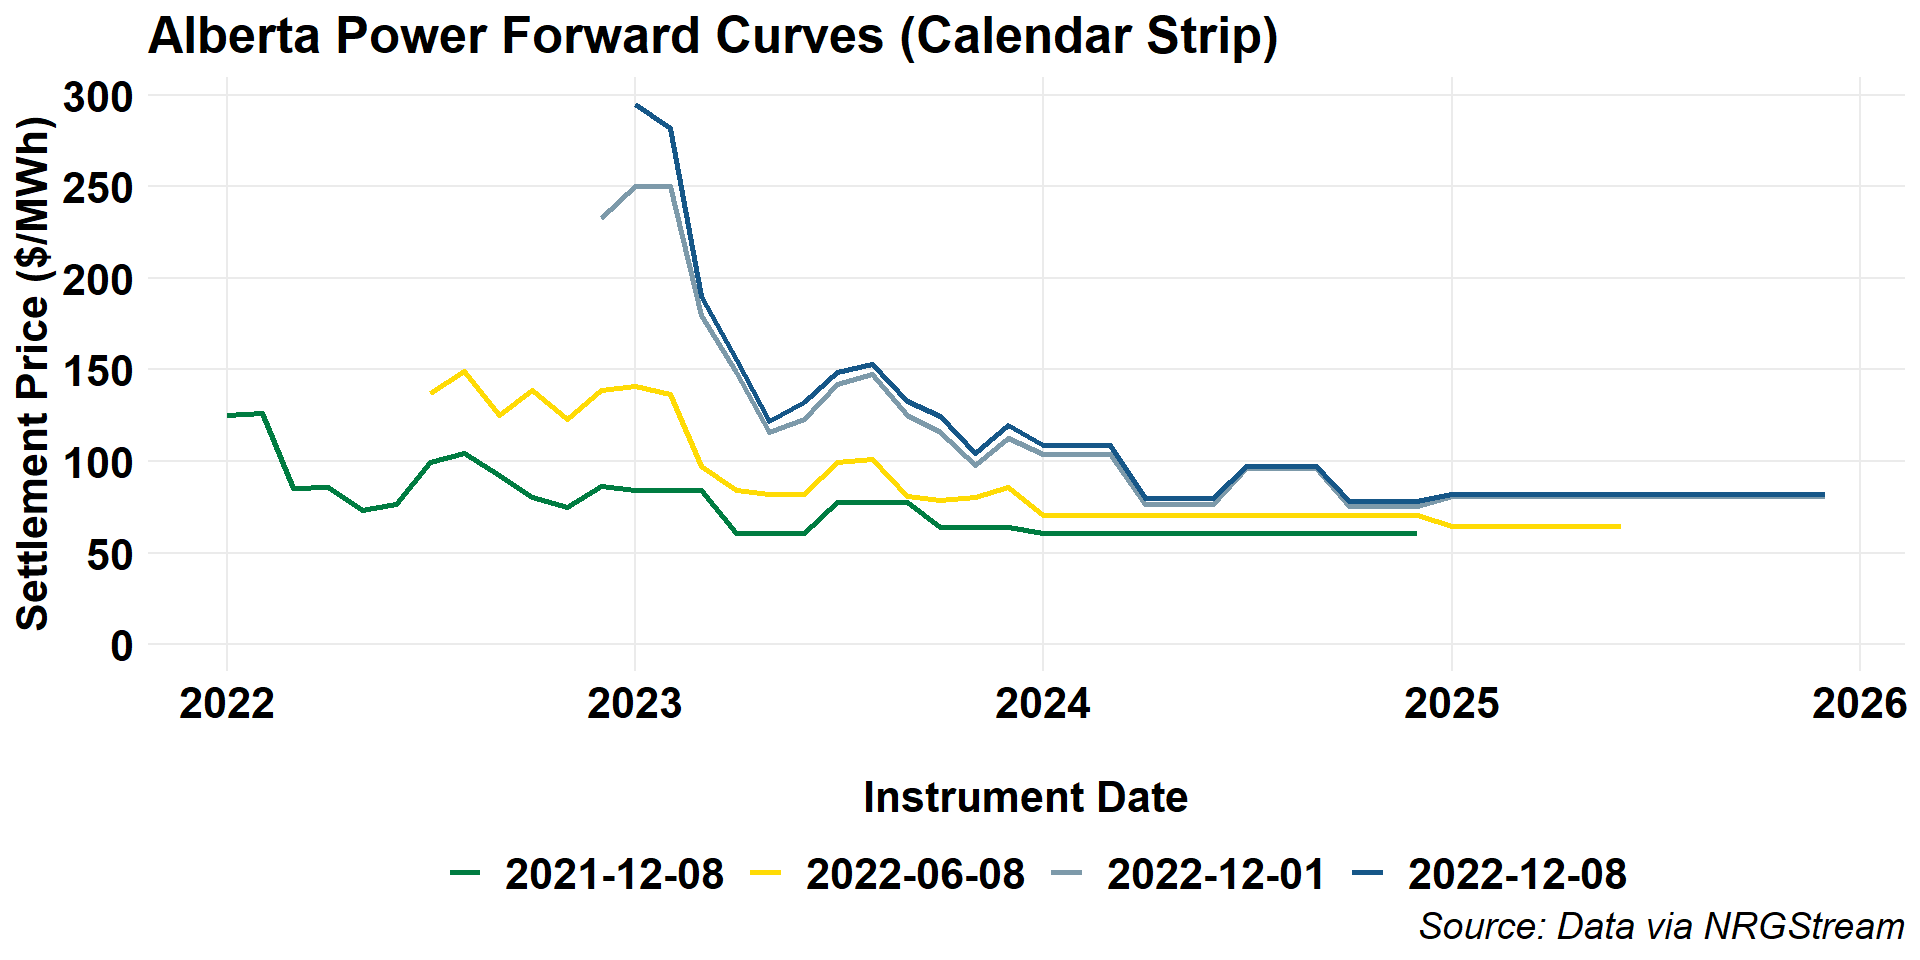 Alberta Power Forward Curves (Calendar Strip)
Settlement Price ($/MWh)
300
250
200
150
100
50
0
2022 2023 2024 2025 2026
Instrument Date
2021-12-08 2022-06-08 2022-12-01 2022-12-08
Source: Data via NRGStream